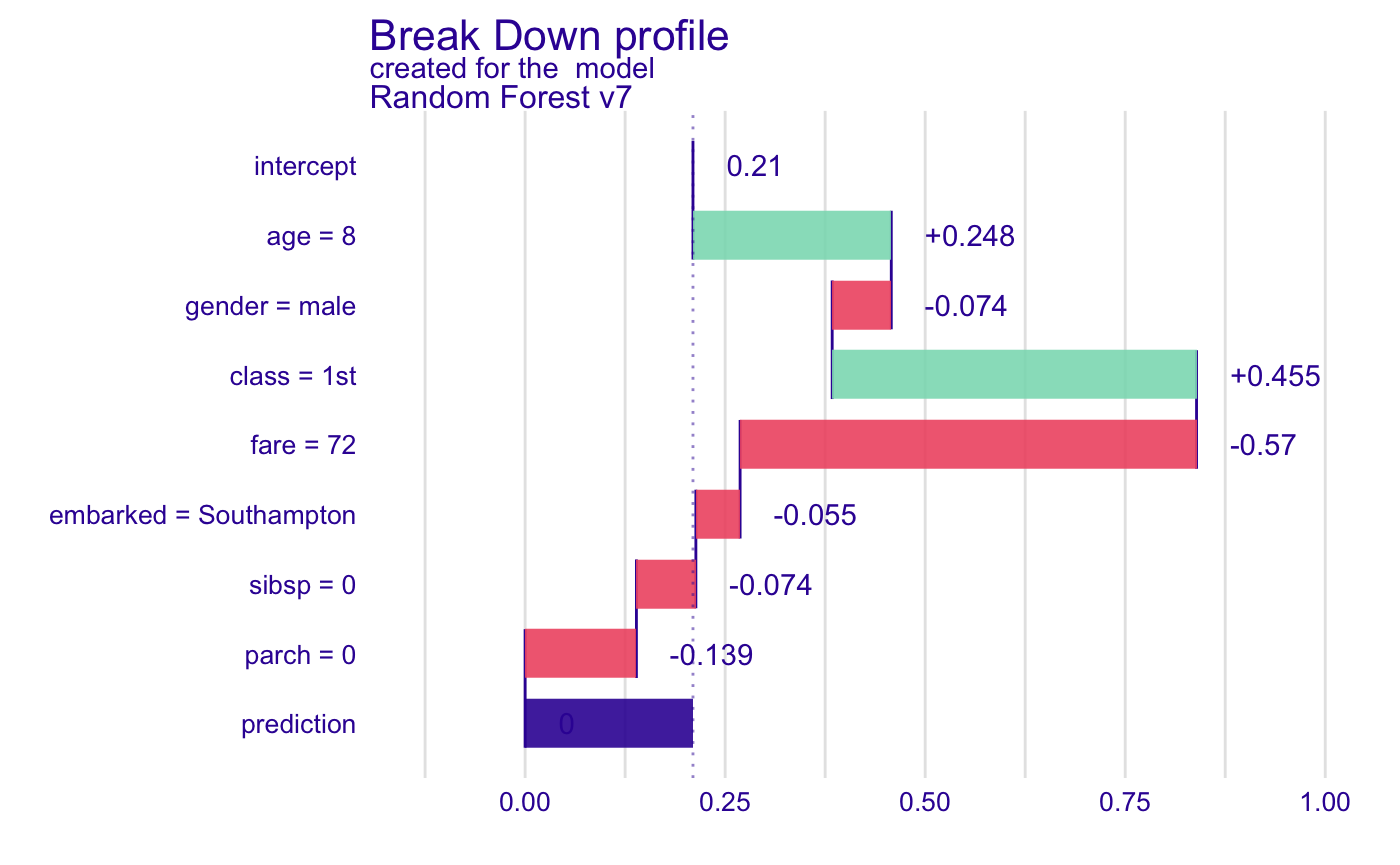 Break Down profile
created for the  model
Random Forest v7
intercept 0.21
age = 8 +0.248
gender = male -0.074
class = 1st +0.455
fare = 72 -0.57
embarked = Southampton -0.055
sibsp = 0 -0.074
parch = 0 -0.139
prediction 0
0.00 0.25 0.50 0.75 1.00